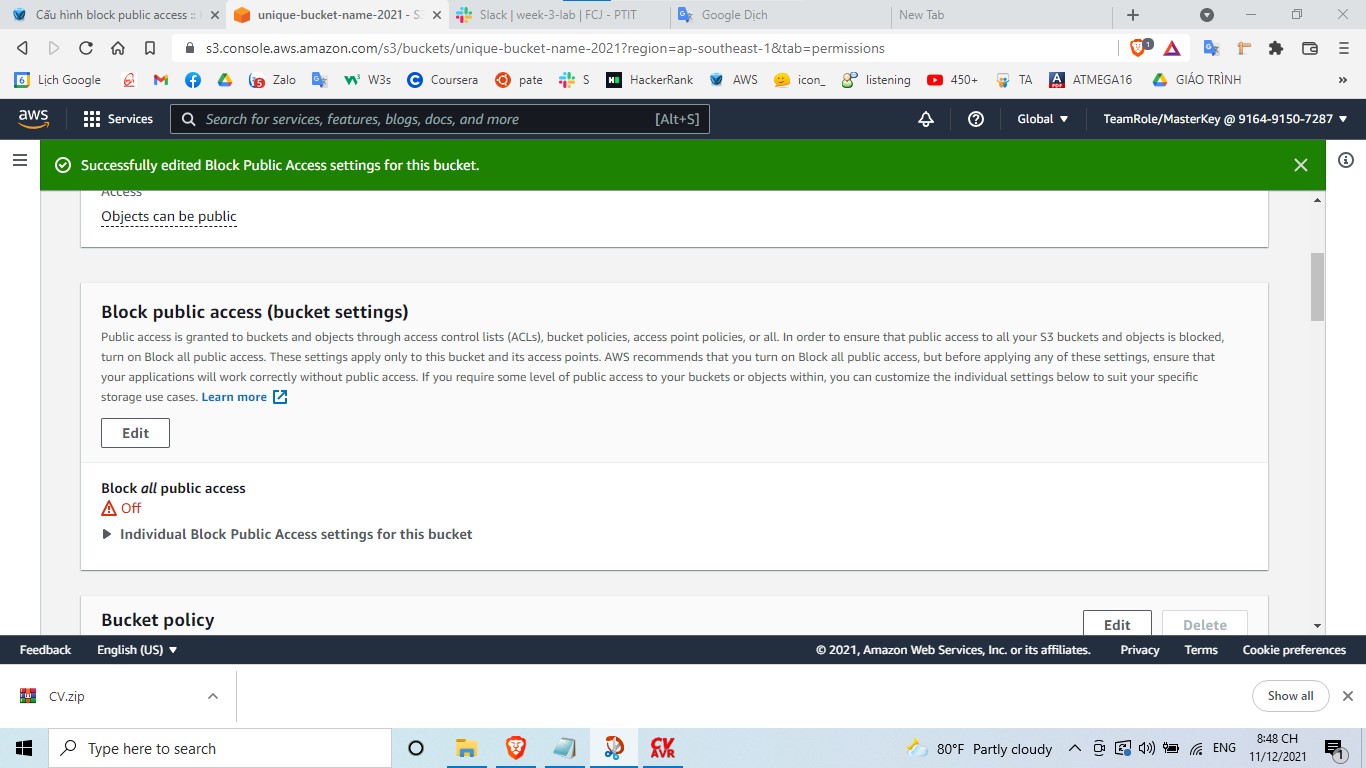 Cấu hình block public access ::
unique-bucket-name-2021 - S3
Slack | week-3-lab | FCJ - PTIT
Google Dịch
New Tab
s3.console.aws.amazon.com/s3/buckets/unique-bucket-name-2021?region=ap-southeast-1&tab=permissions
1
6 Lịch Google
Zalo
W3s
Coursera
pate
S
HackerRank
AWS
icon_
listening
450+
TA
ATMEGA16
GIÁO TRÌNH
»
aws
Services
Search for services, features, blogs, docs, and more
[Alt+S]
Global
TeamRole/MasterKey @ 9164-9150-7287
Successfully edited Block Public Access settings for this bucket.
Access
Objects can be public
Block public access (bucket settings)
Public access is granted to buckets and objects through access control lists (ACLs), bucket policies, access point policies, or all. In order to ensure that public access to all your S3 buckets and objects is blocked,
turn on Block all public access. These settings apply only to this bucket and its access points. AWS recommends that you turn on Block all public access, but before applying any of these settings, ensure that
your applications will work correctly without public access. If you require some level of public access to your buckets or objects within, you can customize the individual settings below to suit your specific
storage use cases. Learn more
Edit
Block all public access
Off
Individual Block Public Access settings for this bucket
Bucket policy
Edit
Delete
Feedback
English (US)
© 2021, Amazon Web Services, Inc. or its affiliates.
Privacy
Terms
Cookie preferences
CV.zip
Show all
Type here to search
CV
AVR
80°F Partly cloudy
ENG
8:48 CH
11/12/2021
1